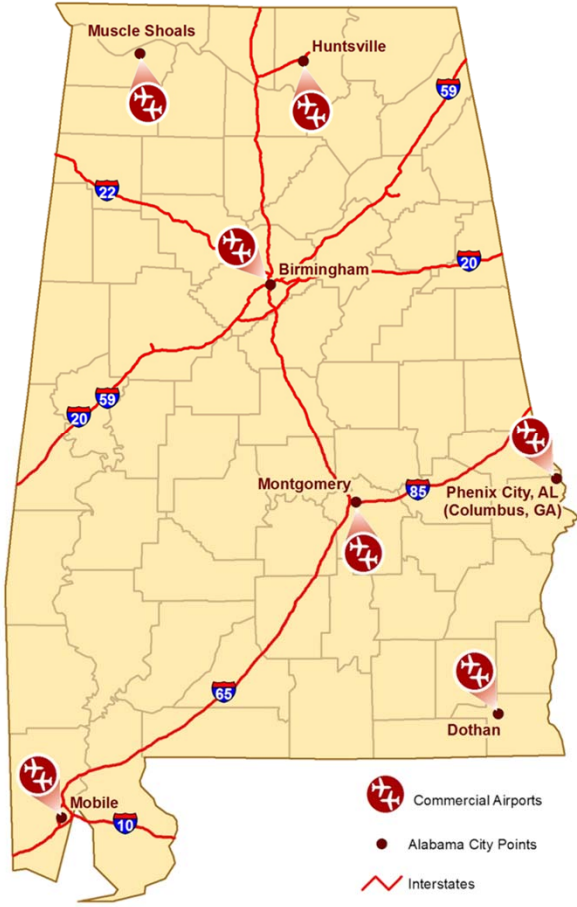 Muscle Shoals
Huntsville
59
22
Birmingham
20
59
20
Montgomery
85
Phenix City, AL
(Columbus, GA)
65
Dothan
Mobile
10
Commercial Airports
Alabama City Points
Interstates